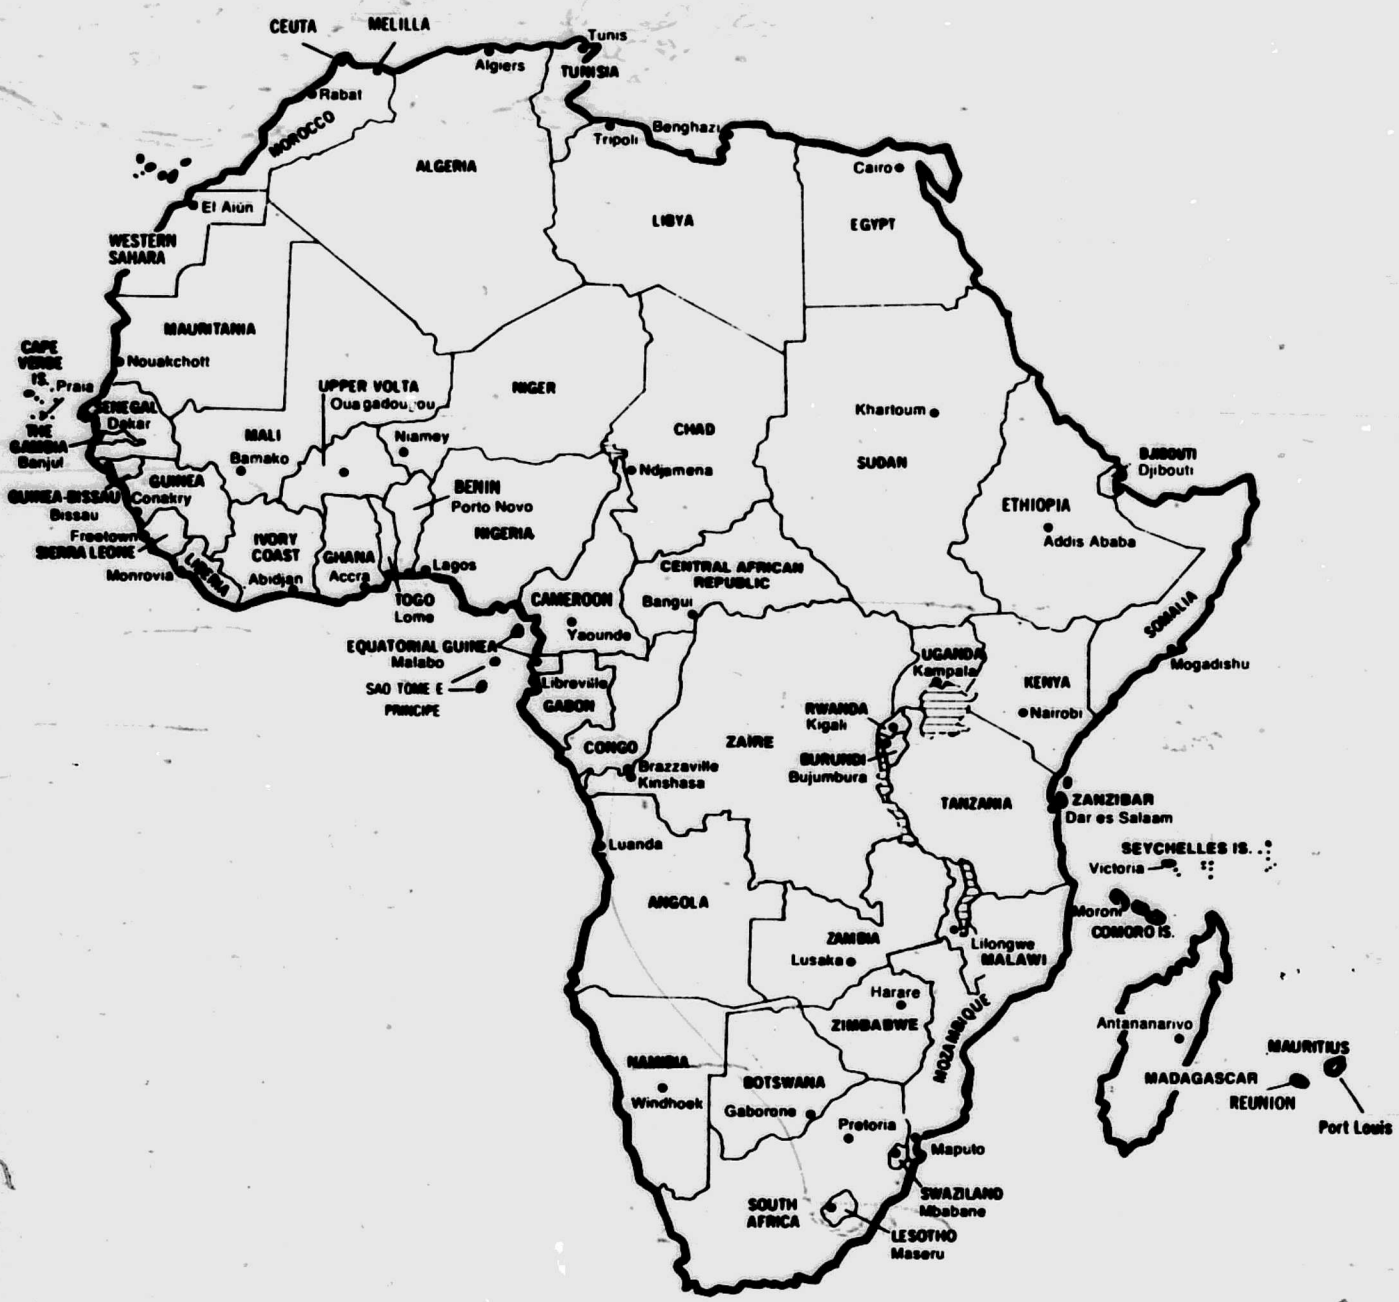 CEUTA
MELILLA
Tunis
Algiers
TUNISIA
Rabat
MOROCCO
Tripoli
Benghazi
ALGERIA
Cairo
El Aiún
LIBYA
EGYPT
WESTERN
SAHARA
MAURITANIA
Nouakchott
CAPE
VERDE
IS.
Praia
UPPER VOLTA
Ouagadougou
NIGER
SENEGAL
Dakar
THE
GAMBIA
Banjul
MALI
Bamako
Niamey
CHAD
Ndjamena
Khartoum
SUDAN
DJIBOUTI
Djibouti
GUINEA
Conakry
GUINEA-BISSAU
Bissau
BENIN
Porto Novo
NIGERIA
ETHIOPIA
Addis Ababa
Freetown
SIERRA LEONE
IVORY
COAST
Abidjan
GHANA
Accra
LIBERIA
Monrovia
Lagos
TOGO
Lome
CENTRAL AFRICAN
REPUBLIC
Bangui
CAMEROON
Yaounde
SOMALIA
Mogadishu
EQUATORIAL GUINEA
Malabo
SAO TOME E
PRINCIPE
Libreville
GABON
UGANDA
Kampala
KENYA
Nairobi
CONGO
Brazzaville
Kinshasa
ZAIRE
RWANDA
Kigali
BURUNDI
Bujumbura
TANZANIA
ZANZIBAR
Dar es Salaam
Luanda
SEYCHELLES IS.
Victoria
ANGOLA
Moroni
COMORO IS.
ZAMBIA
Lusaka
Lilongwe
MALAWI
Harare
ZIMBABWE
MOZAMBIQUE
Antananarivo
MADAGASCAR
MAURITIUS
REUNION
Port Louis
NAMIBIA
Windhoek
BOTSWANA
Gaborone
Pretoria
Maputo
SWAZILAND
Mbabane
SOUTH
AFRICA
LESOTHO
Maseru